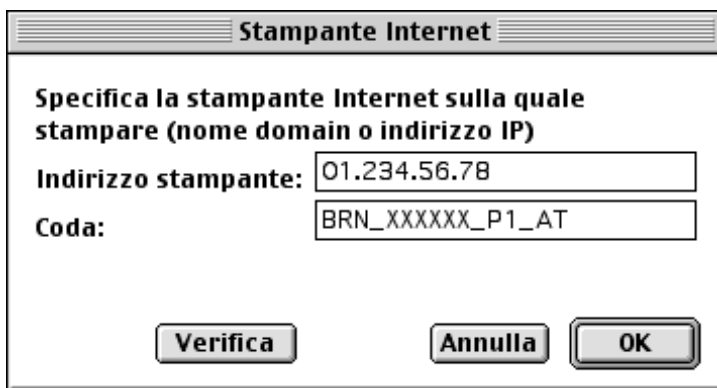 Stampante Internet
Specifica la stampante Internet sulla quale
stampare (nome domain o indirizzo IP)
Indirizzo stampante: 01.234.56.78
Coda: BRN_XXXXXX_P1_AT
Verifica Annulla OK